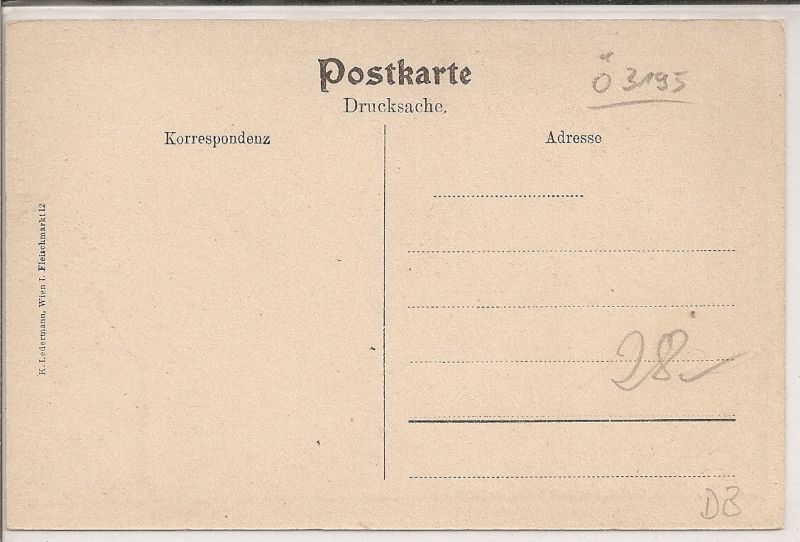 Postkarte
Drucksache.
Ö 3195
Korrespondenz
Adresse
K. Ledermann, Wien I. Fleischmarkt 12
28.-
DB